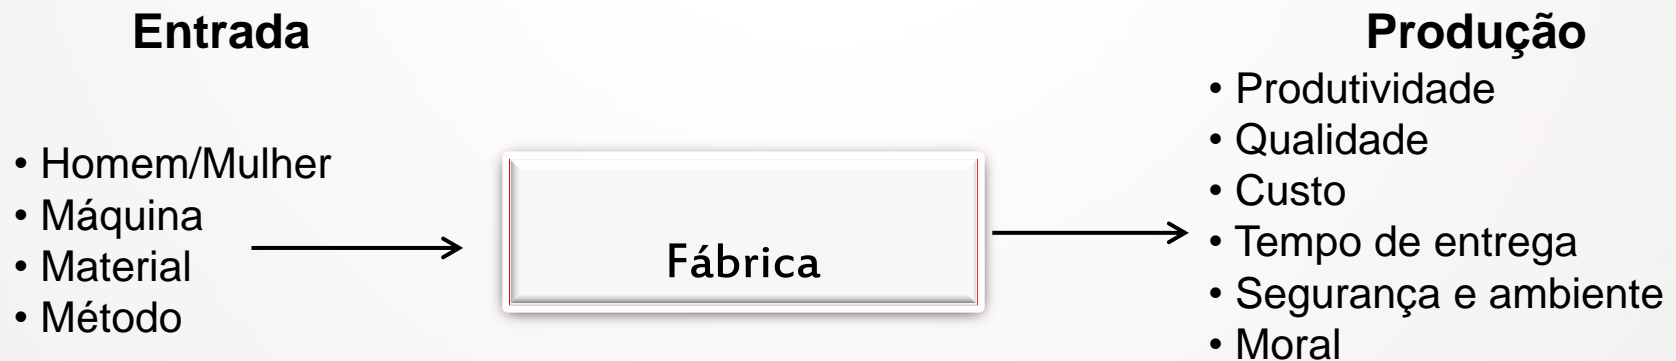 Entrada
• Homem/Mulher
• Máquina
• Material
• Método
Fábrica
Produção
• Produtividade
• Qualidade
• Custo
• Tempo de entrega
• Segurança e ambiente
• Moral